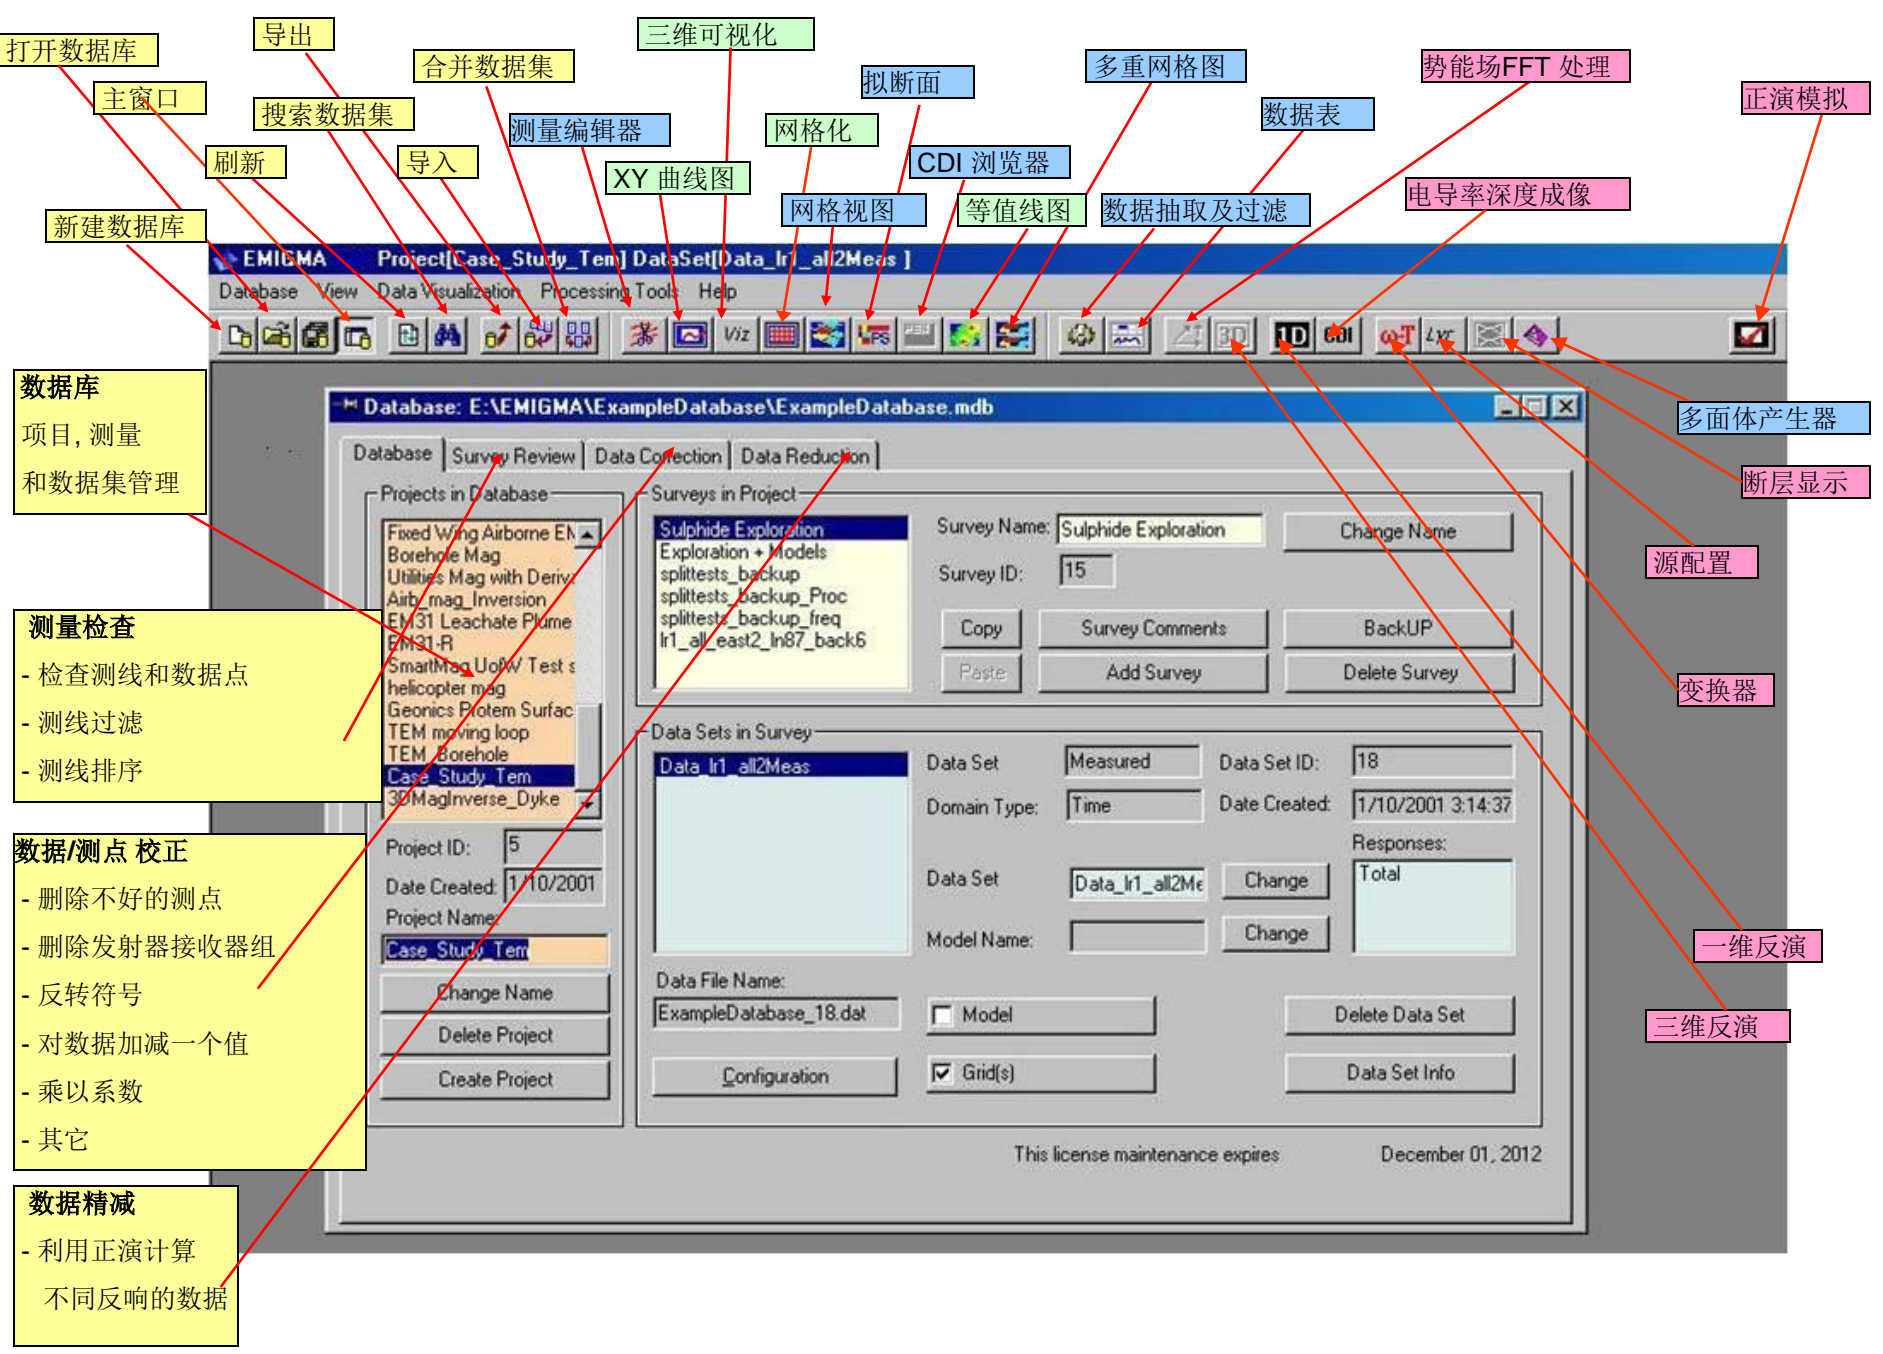 打开数据库
导出
三维可视化
合并数据集
多重网格图
势能场FFT 处理
拟断面
主窗口
正演模拟
搜索数据集
测量编辑器
网格化
数据表
刷新
导入
CDI 浏览器
XY 曲线图
电导率深度成像
新建数据库
网格视图
等值线图
数据抽取及过滤
EMIGMA Project[Case_Study_Tem] DataSet[Data_lr1_all2Meas ]
Database View Data Visualization Processing Tools Help
Viz
PS
3D
1D
CDI
ω-T
Lyr
数据库
项目, 测量
和数据集管理
Database: E:\EMIGMA\ExampleDatabase\ExampleDatabase.mdb
多面体产生器
Database Survey Review Data Correction Data Reduction
断层显示
源配置
变换器
一维反演
三维反演
Projects in Database
Fixed Wing Airborne EM
Borehole Mag
Utilities Mag with Deriv
Airb_mag_Inversion
EM31 Leachate Plume
EM31-R
SmartMag UofW Test s
helicopter mag
Geonics Protem Surfac
TEM moving loop
TEM_Borehole
Case_Study_Tem
3DMagInverse_Dyke
Project ID: 5
Date Created: 1/10/2001
Project Name:
Case_Study_Tem
Change Name
Delete Project
Create Project
Surveys in Project
Sulphide Exploration
Exploration + Models
splittests_backup
splittests_backup_Proc
splittests_backup_freq
lr1_all_east2_ln87_back6
Survey Name: Sulphide Exploration Change Name
Survey ID: 15
Copy Survey Comments BackUP
Paste Add Survey Delete Survey
Data Sets in Survey
Data_lr1_all2Meas
Data Set Measured Data Set ID: 18
Domain Type: Time Date Created: 1/10/2001 3:14:37
Responses:
Total
Data Set Data_lr1_all2Me Change
Model Name: Change
Data File Name:
ExampleDatabase_18.dat
Model Delete Data Set
Configuration Grid(s) Data Set Info
This license maintenance expires December 01, 2012
测量检查
- 检查测线和数据点
- 测线过滤
- 测线排序
数据/测点 校正
- 删除不好的测点
- 删除发射器接收器组
- 反转符号
- 对数据加减一个值
- 乘以系数
- 其它
数据精减
- 利用正演计算
不同反响的数据